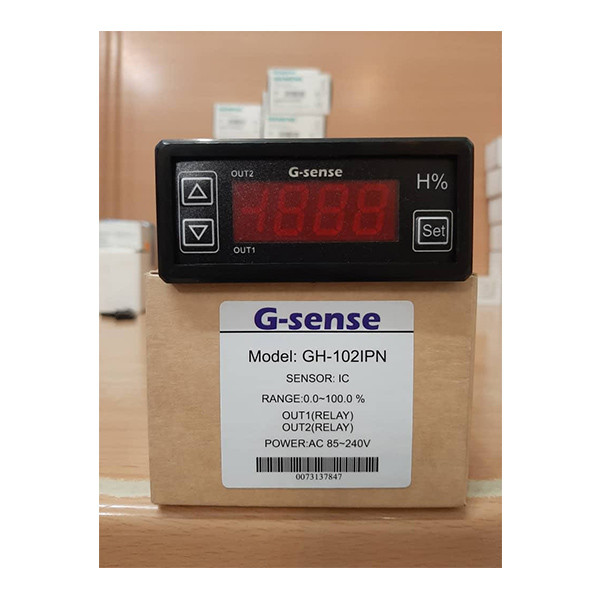 OUT2
G-sense
H%
Set
OUT1
G-sense
Model: GH-102IPN
SENSOR: IC
RANGE:0.0~100.0 %
OUT1(RELAY)
OUT2(RELAY)
POWER:AC 85~240V
0073137847